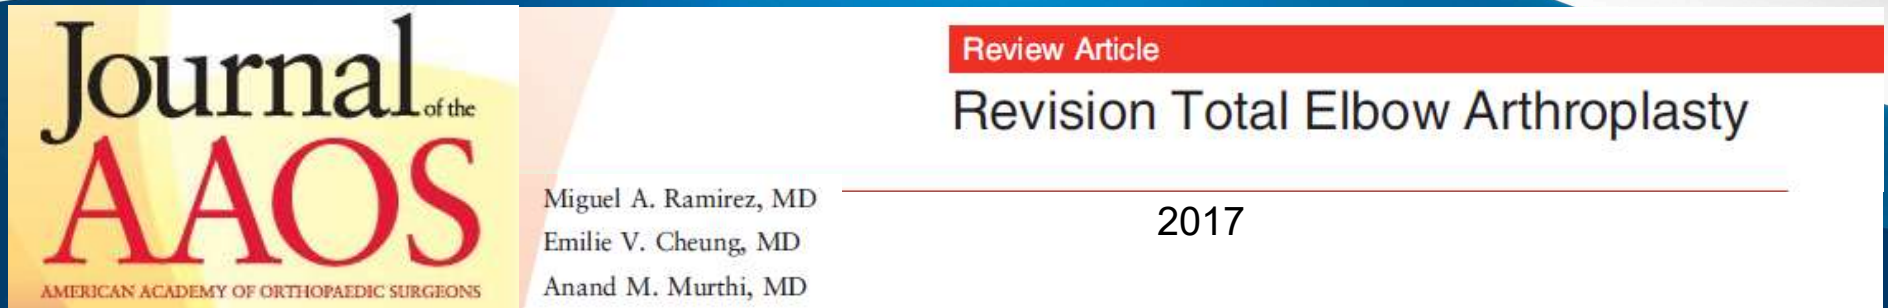 Journal of the
AAOS
AMERICAN ACADEMY OF ORTHOPAEDIC SURGEONS
Review Article
Revision Total Elbow Arthroplasty
Miguel A. Ramirez, MD
Emilie V. Cheung, MD
Anand M. Murthi, MD
2017